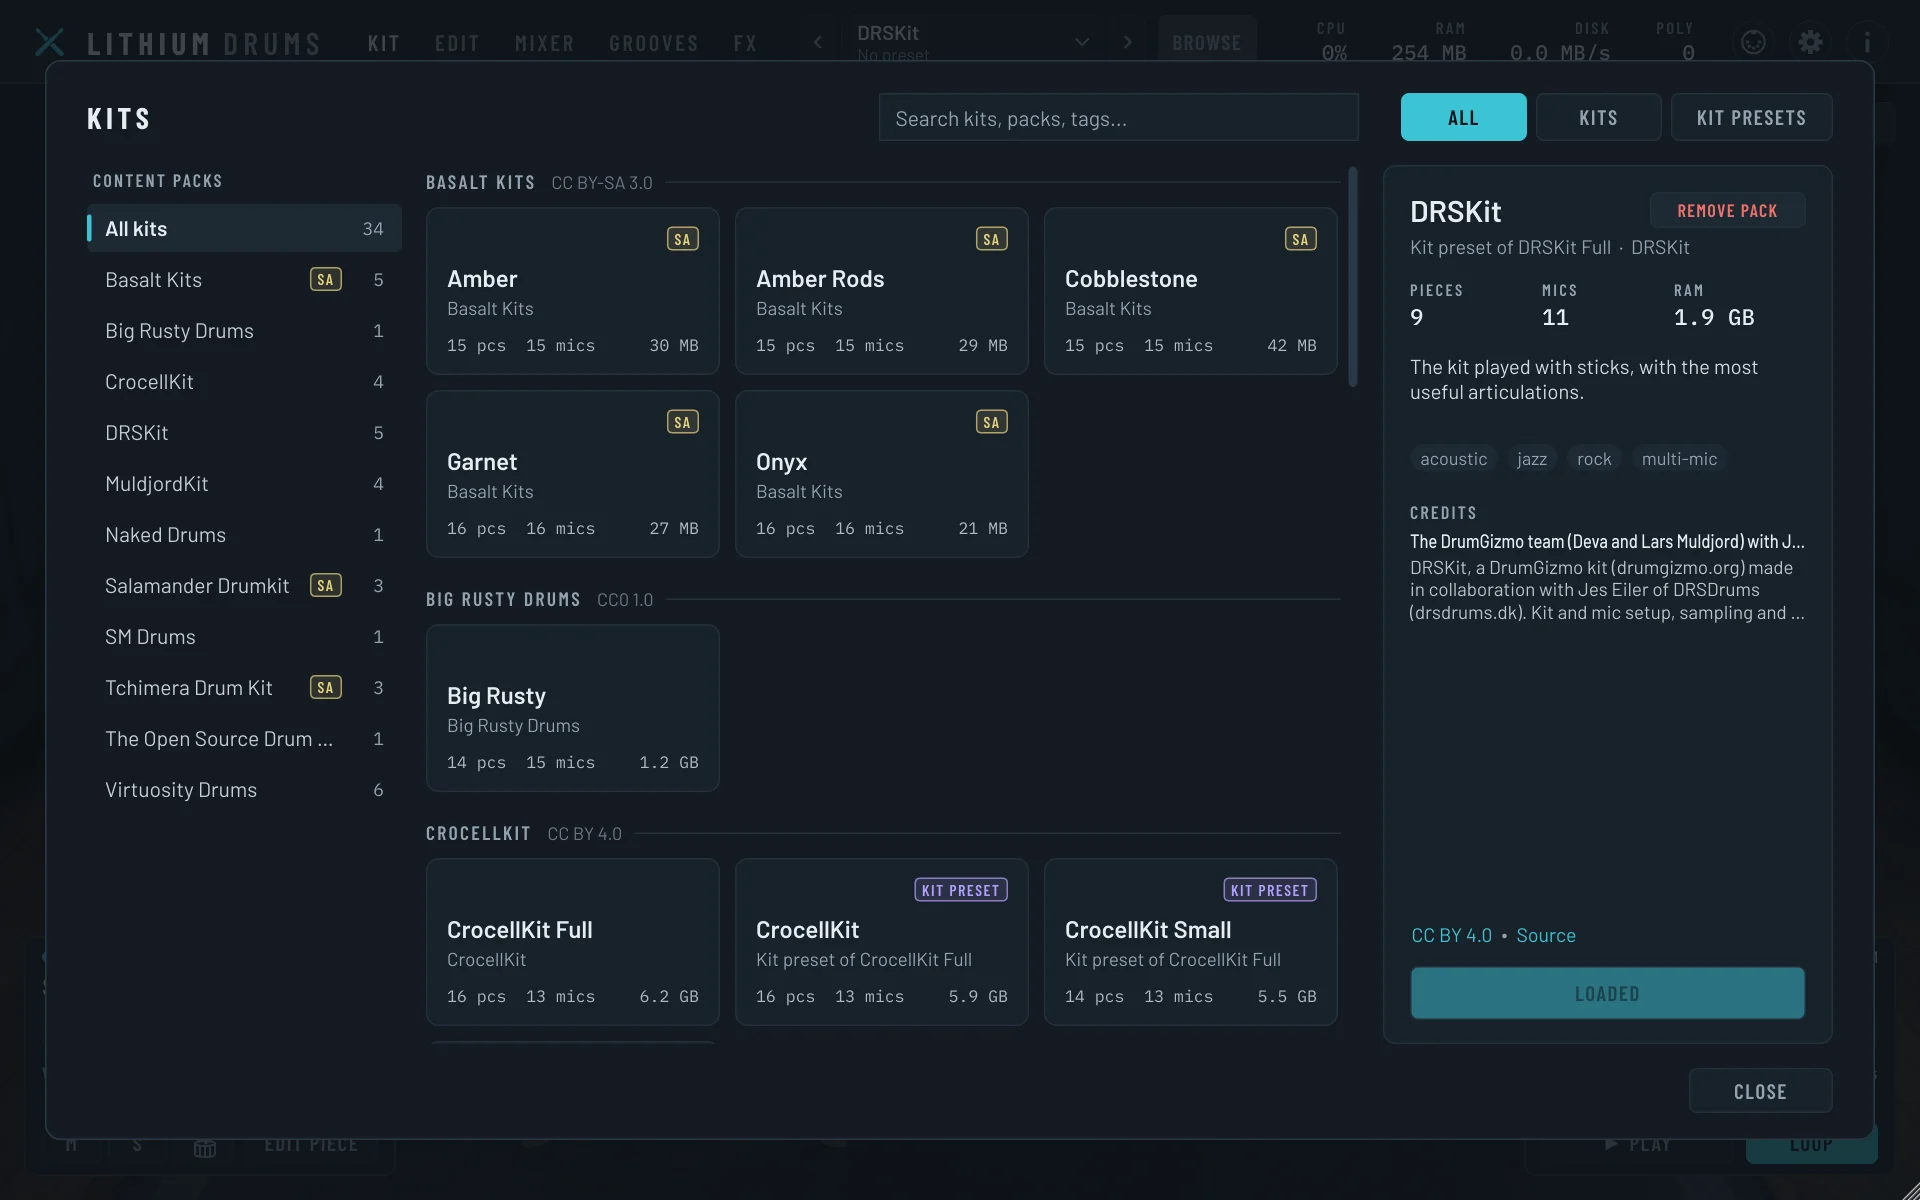 LITHIUM DRUMS
KIT
EDIT
MIXER
GROOVES
FX
DRSKit
No preset
BROWSE
CPU
0%
RAM
254 MB
DISK
0.0 MB/s
POLY
0
KITS
Search kits, packs, tags...
ALL
KITS
KIT PRESETS
CONTENT PACKS
All kits 34
Basalt Kits SA 5
Big Rusty Drums 1
CrocellKit 4
DRSKit 5
MuldjordKit 4
Naked Drums 1
Salamander Drumkit SA 3
SM Drums 1
Tchimera Drum Kit SA 3
The Open Source Drum ... 1
Virtuosity Drums 6
BASALT KITS CC BY-SA 3.0
SA
Amber
Basalt Kits
15 pcs 15 mics 30 MB
SA
Amber Rods
Basalt Kits
15 pcs 15 mics 29 MB
SA
Cobblestone
Basalt Kits
15 pcs 15 mics 42 MB
SA
Garnet
Basalt Kits
16 pcs 16 mics 27 MB
SA
Onyx
Basalt Kits
16 pcs 16 mics 21 MB
BIG RUSTY DRUMS CC0 1.0
Big Rusty
Big Rusty Drums
14 pcs 15 mics 1.2 GB
CROCELLKIT CC BY 4.0
CrocellKit Full
CrocellKit
16 pcs 13 mics 6.2 GB
KIT PRESET
CrocellKit
Kit preset of CrocellKit Full
16 pcs 13 mics 5.9 GB
KIT PRESET
CrocellKit Small
Kit preset of CrocellKit Full
14 pcs 13 mics 5.5 GB
DRSKit
REMOVE PACK
Kit preset of DRSKit Full · DRSKit
PIECES MICS RAM
9 11 1.9 GB
The kit played with sticks, with the most
useful articulations.
acoustic jazz rock multi-mic
CREDITS
The DrumGizmo team (Deva and Lars Muldjord) with J...
DRSKit, a DrumGizmo kit (drumgizmo.org) made
in collaboration with Jes Eiler of DRSDrums
(drsdrums.dk). Kit and mic setup, sampling and ...
CC BY 4.0 • Source
LOADED
CLOSE
M
S
EDIT PIECE
PLAY
LOOP